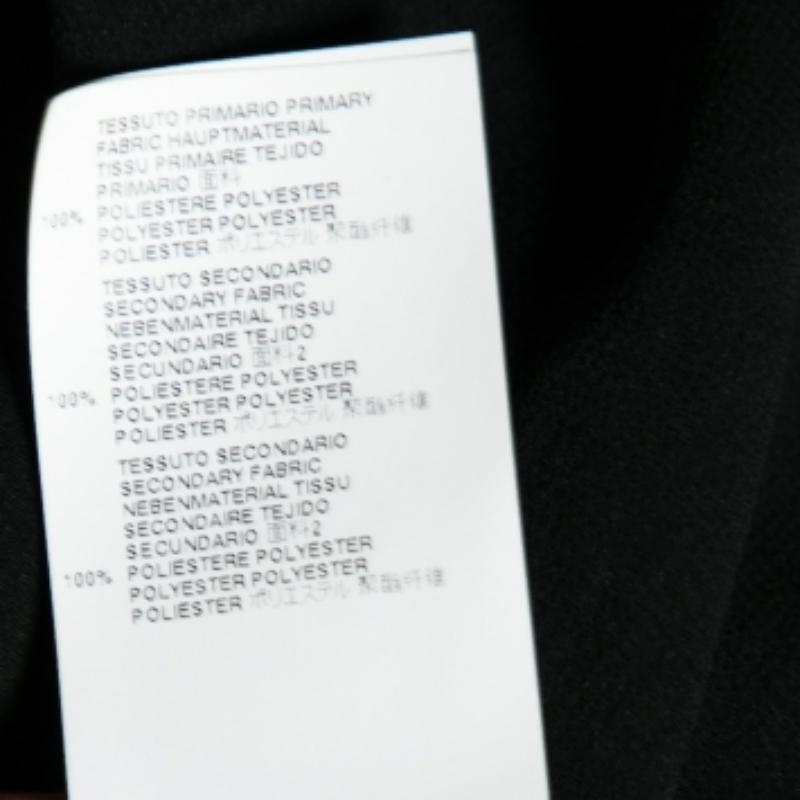 TESSUTO PRIMARIO PRIMARY
FABRIC HAUPTMATERIAL
TISSU PRIMAIRE TEJIDO
PRIMARIO 面料
100% POLIESTERE POLYESTER
POLYESTER POLYESTER
POLIESTER ポリエステル 聚酯纤维
TESSUTO SECONDARIO
SECONDARY FABRIC
NEBENMATERIAL TISSU
SECONDAIRE TEJIDO
SECUNDARIO 面料2
100% POLIESTERE POLYESTER
POLYESTER POLYESTER
POLIESTER ポリエステル 聚酯纤维
TESSUTO SECONDARIO
SECONDARY FABRIC
NEBENMATERIAL TISSU
SECONDAIRE TEJIDO
SECUNDARIO 面料2
100% POLIESTERE POLYESTER
POLYESTER POLYESTER
POLIESTER ポリエステル 聚酯纤维